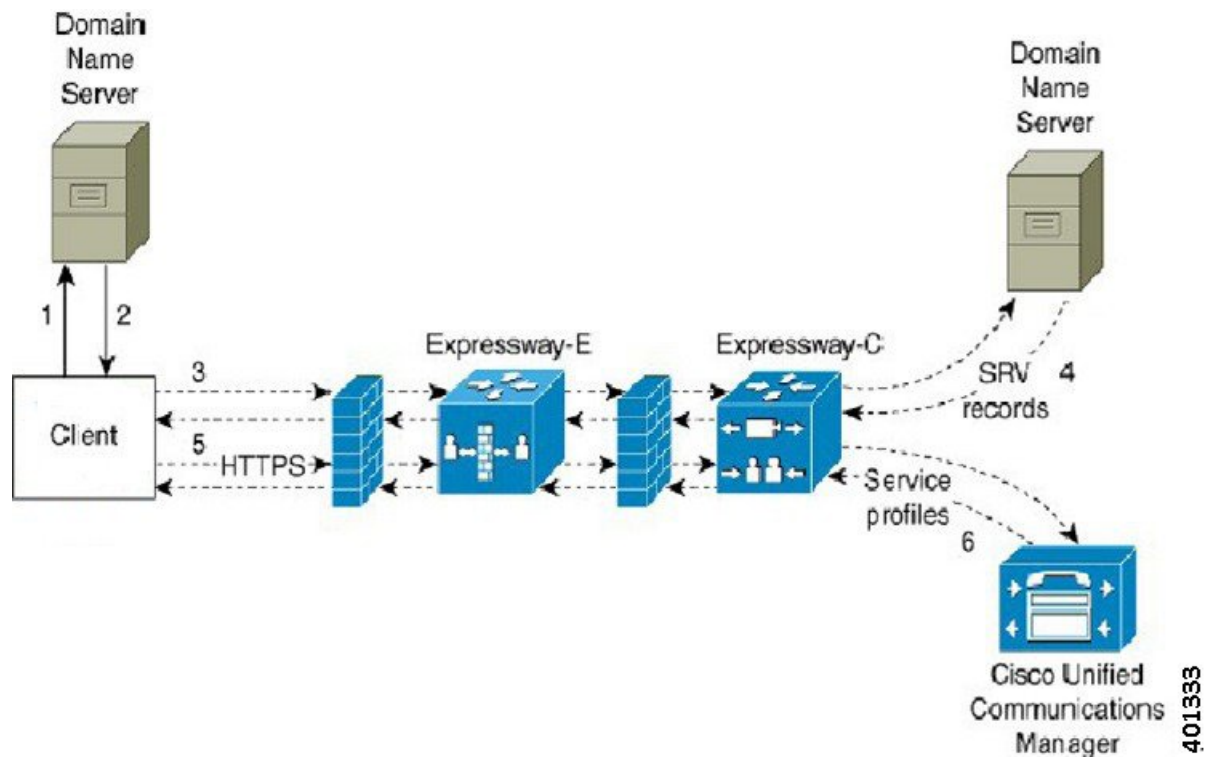 Domain
Name
Server
Domain
Name
Server
1
2
Expressway-E
Expressway-C
3
SRV
4
records
Client
5
HTTPS
Service
profiles
6
Cisco Unified
Communications
Manager
401333